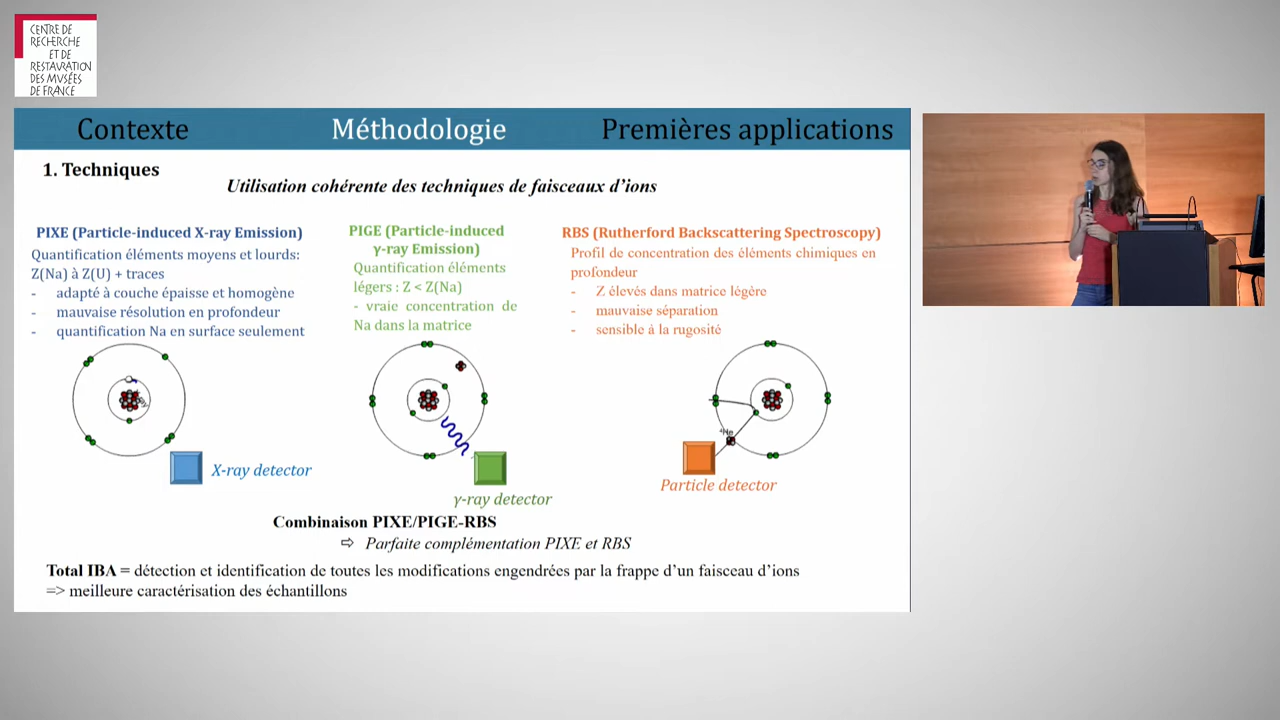 CENTRE DE
RECHERCHE
ET DE
RESTAURATION
DES MUSÉES
DE FRANCE
Contexte
Méthodologie
Premières applications
1. Techniques
Utilisation cohérente des techniques de faisceaux d'ions
PIXE (Particle-induced X-ray Emission)
Quantification éléments moyens et lourds:
Z(Na) à Z(U) + traces
- adapté à couche épaisse et homogène
- mauvaise résolution en profondeur
- quantification Na en surface seulement
X-ray detector
PIGE (Particle-induced
γ-ray Emission)
Quantification éléments
légers : Z < Z(Na)
- vraie concentration de
Na dans la matrice
γ-ray detector
RBS (Rutherford Backscattering Spectroscopy)
Profil de concentration des éléments chimiques en
profondeur
- Z élevés dans matrice légère
- mauvaise séparation
- sensible à la rugosité
⁴He
Particle detector
Combinaison PIXE/PIGE-RBS
⇨ Parfaite complémentation PIXE et RBS
Total IBA = détection et identification de toutes les modifications engendrées par la frappe d'un faisceau d'ions
=> meilleure caractérisation des échantillons